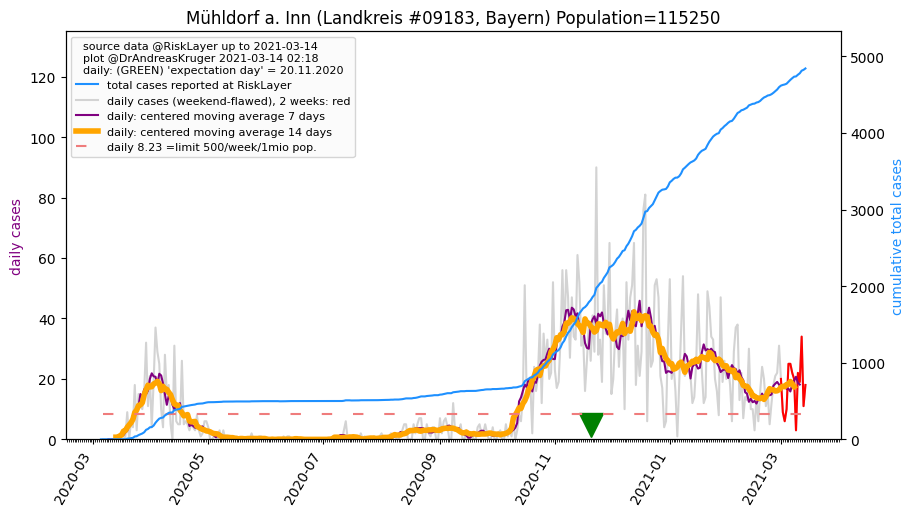 Mühldorf a. Inn (Landkreis #09183, Bayern) Population=115250
source data @RiskLayer up to 2021-03-14
plot @DrAndreasKruger 2021-03-14 02:18
daily: (GREEN) 'expectation day' = 20.11.2020
total cases reported at RiskLayer
daily cases (weekend-flawed), 2 weeks: red
daily: centered moving average 7 days
daily: centered moving average 14 days
daily 8.23 =limit 500/week/1mio pop.
daily cases
120
100
80
60
40
20
0
5000
4000
3000
2000
1000
0
cumulative total cases
2020-03
2020-05
2020-07
2020-09
2020-11
2021-01
2021-03